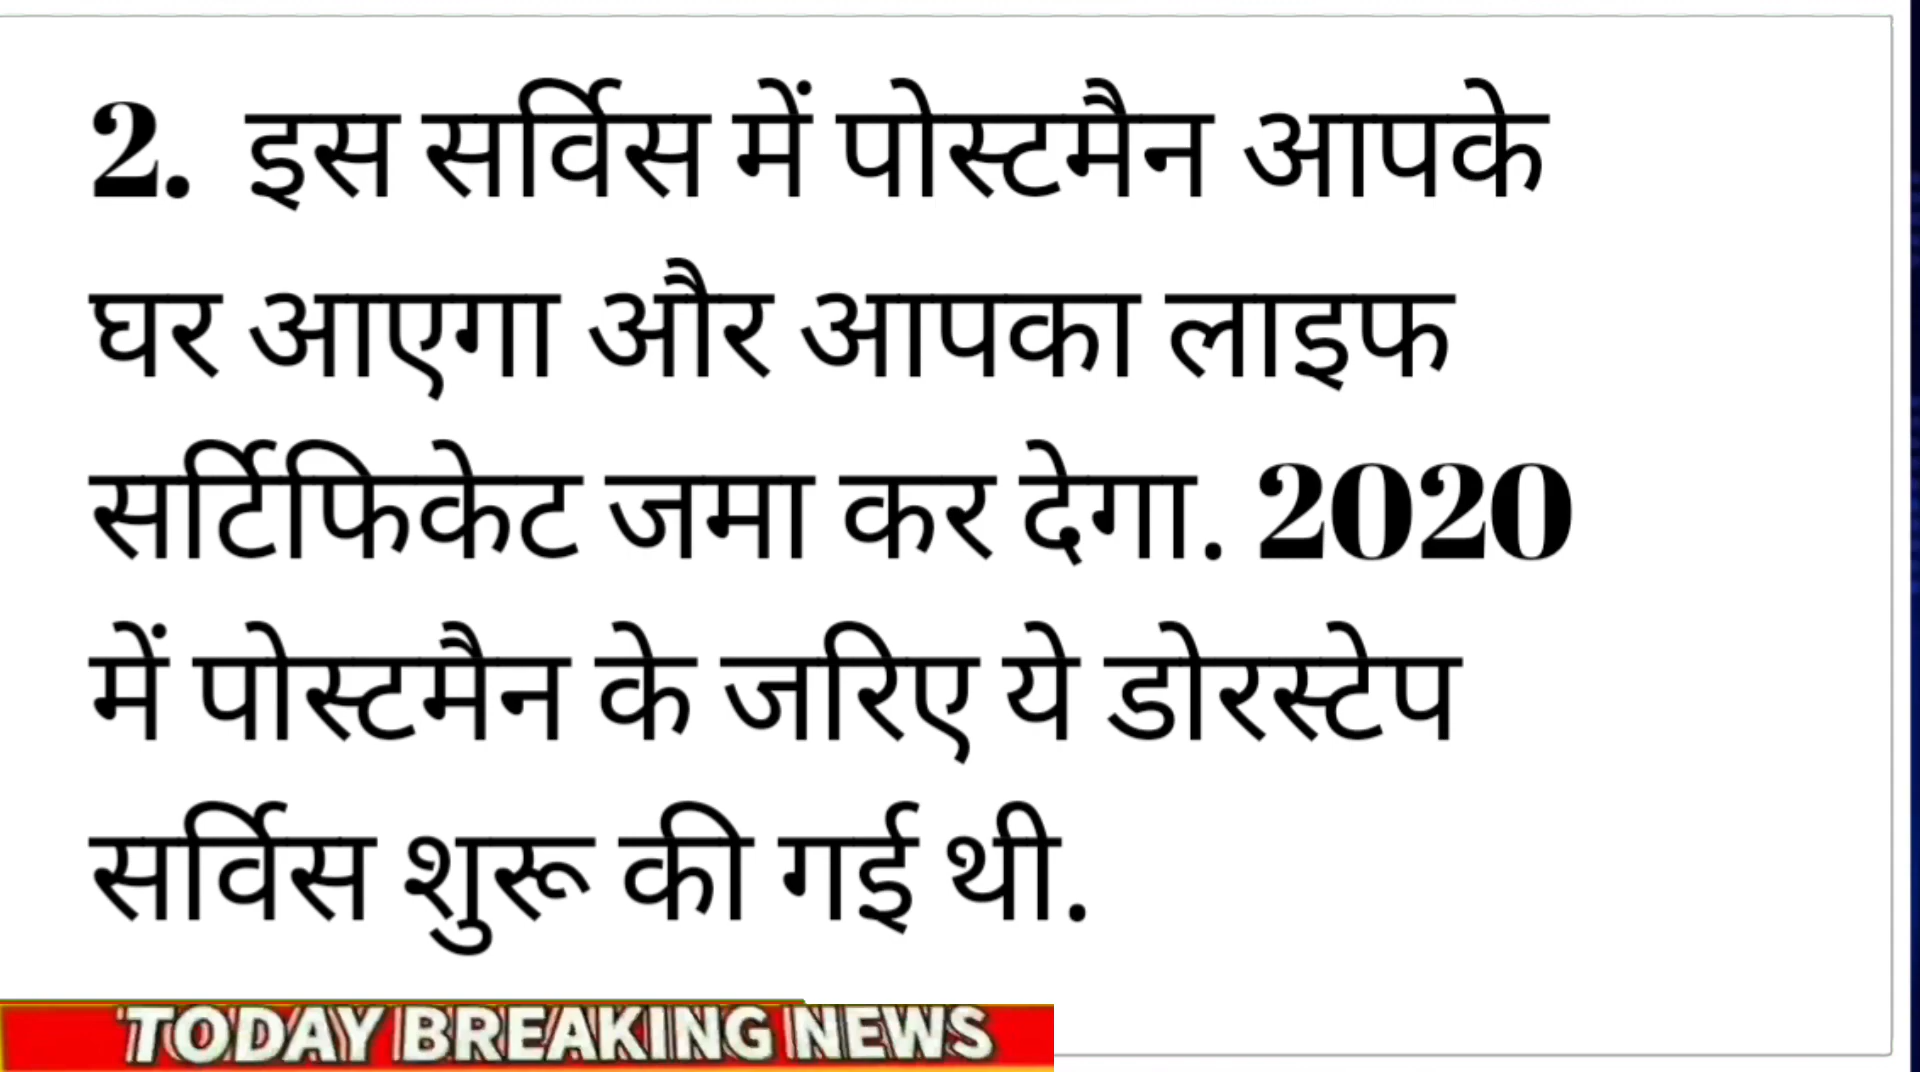 2. इस सर्विस में पोस्टमैन आपके
घर आएगा और आपका लाइफ
सर्टिफिकेट जमा कर देगा. 2020
में पोस्टमैन के जरिए ये डोरस्टेप
सर्विस शुरू की गई थी.
TODAY BREAKING NEWS